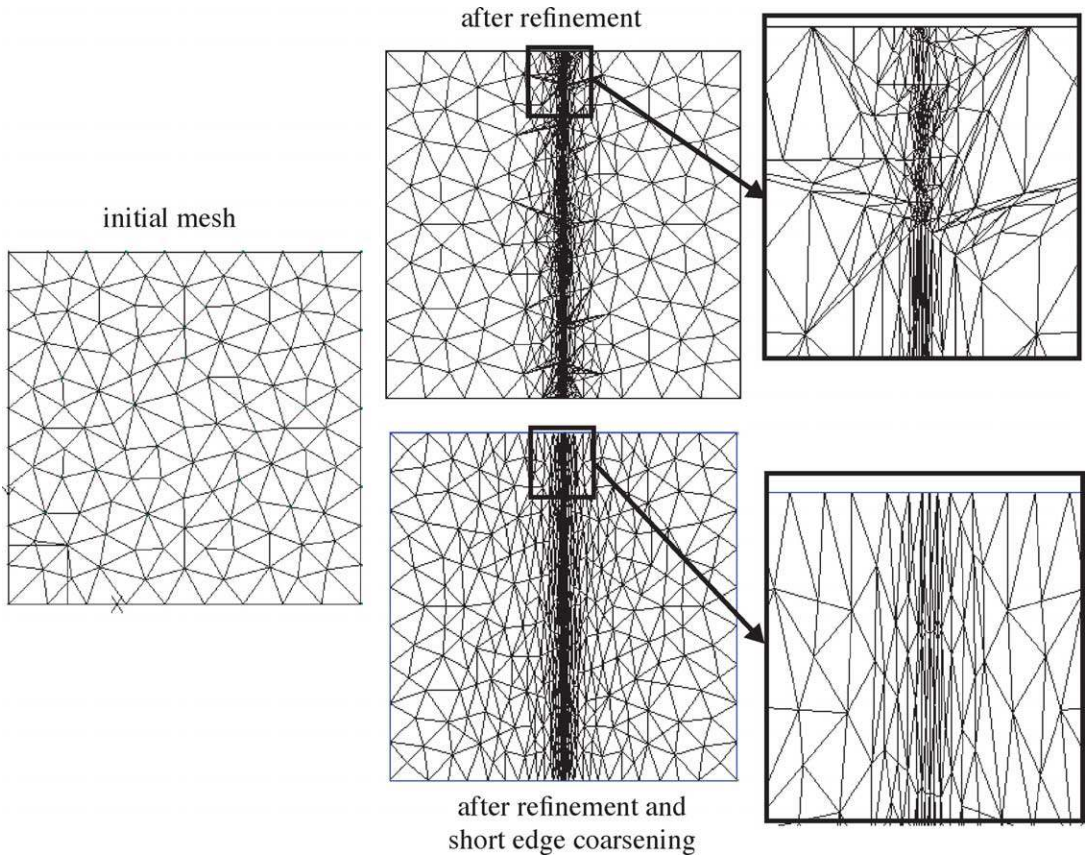 after refinement
initial mesh
after refinement and
short edge coarsening